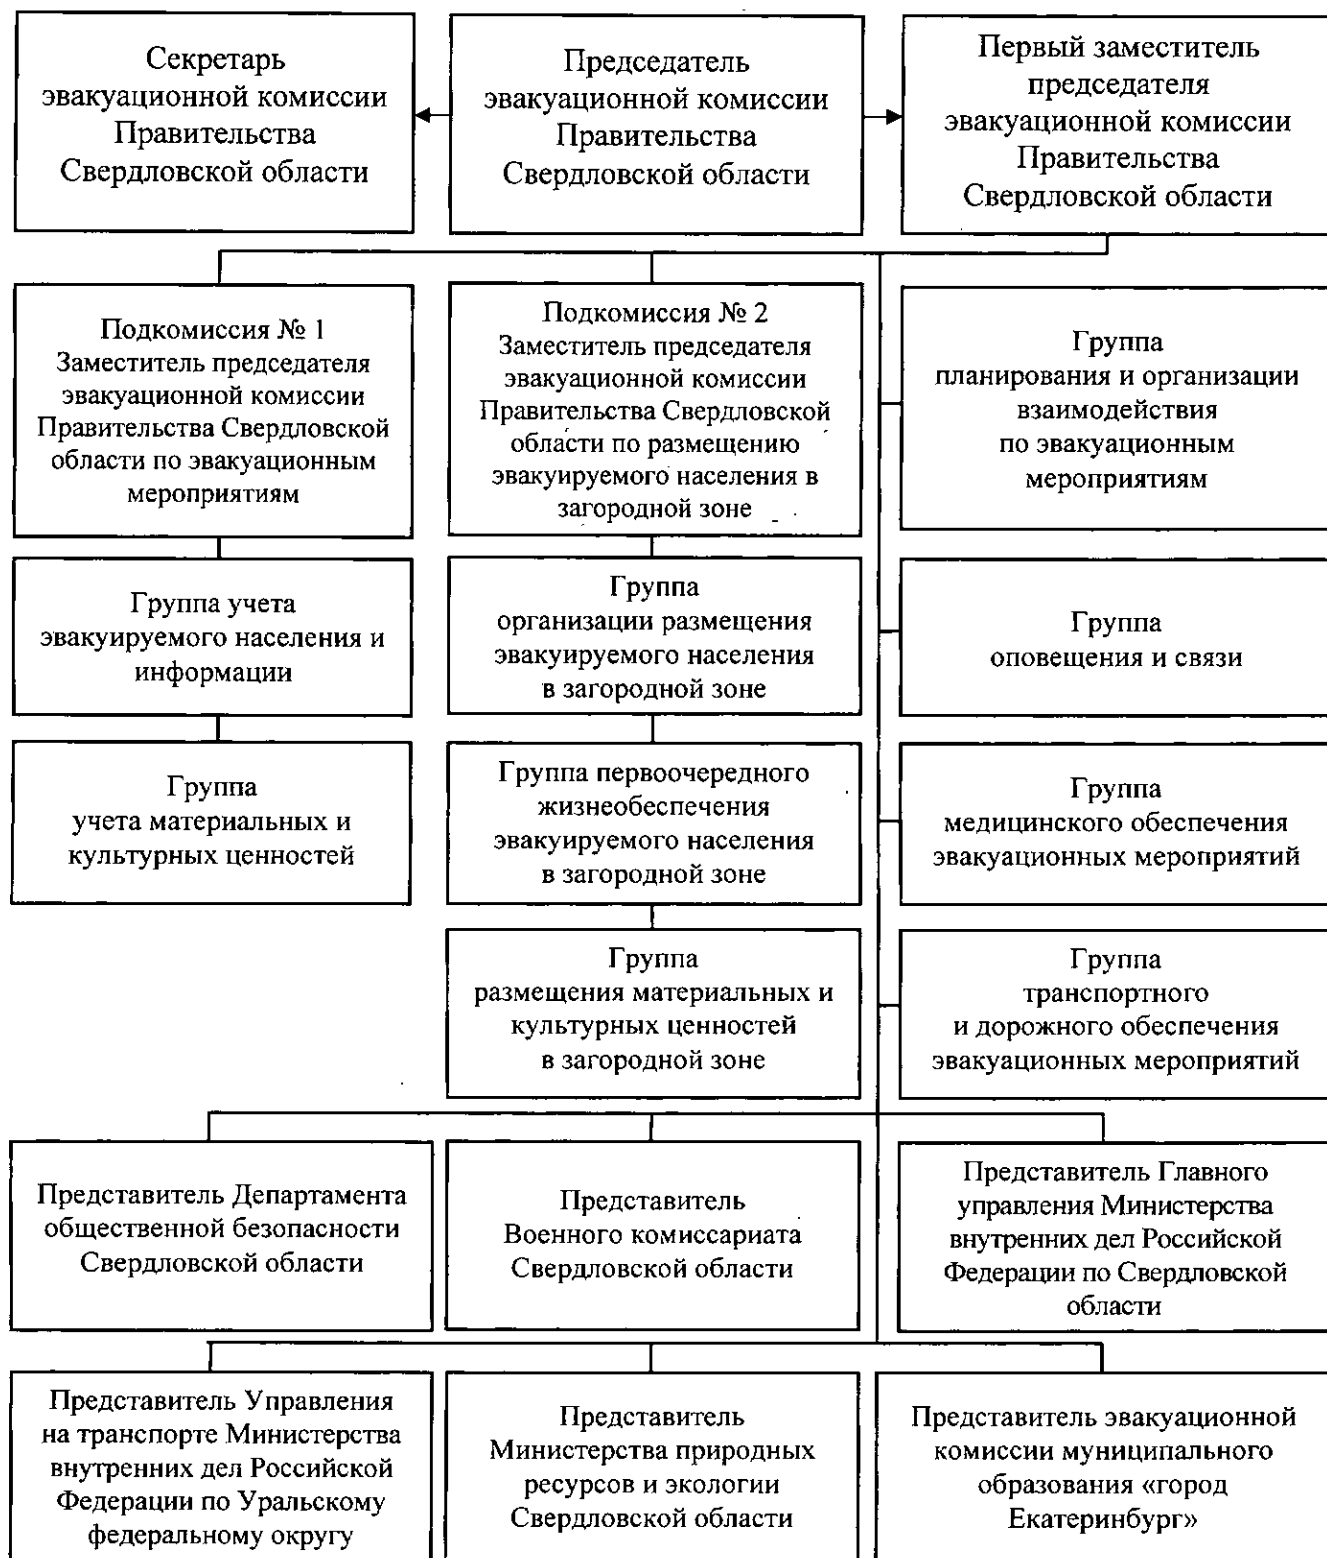 Секретарь
эвакуационной комиссии
Правительства
Свердловской области
Председатель
эвакуационной комиссии
Правительства
Свердловской области
Первый заместитель
председателя
эвакуационной комиссии
Правительства
Свердловской области
Подкомиссия № 1
Заместитель председателя
эвакуационной комиссии
Правительства Свердловской
области по эвакуационным
мероприятиям
Подкомиссия № 2
Заместитель председателя
эвакуационной комиссии
Правительства Свердловской
области по размещению
эвакуируемого населения в
загородной зоне
Группа
планирования и организации
взаимодействия
по эвакуационным
мероприятиям
Группа учета
эвакуируемого населения и
информации
Группа
организации размещения
эвакуируемого населения
в загородной зоне
Группа
оповещения и связи
Группа
учета материальных и
культурных ценностей
Группа первоочередного
жизнеобеспечения
эвакуируемого населения
в загородной зоне
Группа
медицинского обеспечения
эвакуационных мероприятий
Группа
размещения материальных и
культурных ценностей
в загородной зоне
Группа
транспортного
и дорожного обеспечения
эвакуационных мероприятий
Представитель Департамента
общественной безопасности
Свердловской области
Представитель
Военного комиссариата
Свердловской области
Представитель Главного
управления Министерства
внутренних дел Российской
Федерации по Свердловской
области
Представитель Управления
на транспорте Министерства
внутренних дел Российской
Федерации по Уральскому
федеральному округу
Представитель
Министерства природных
ресурсов и экологии
Свердловской области
Представитель эвакуационной
комиссии муниципального
образования «город
Екатеринбург»